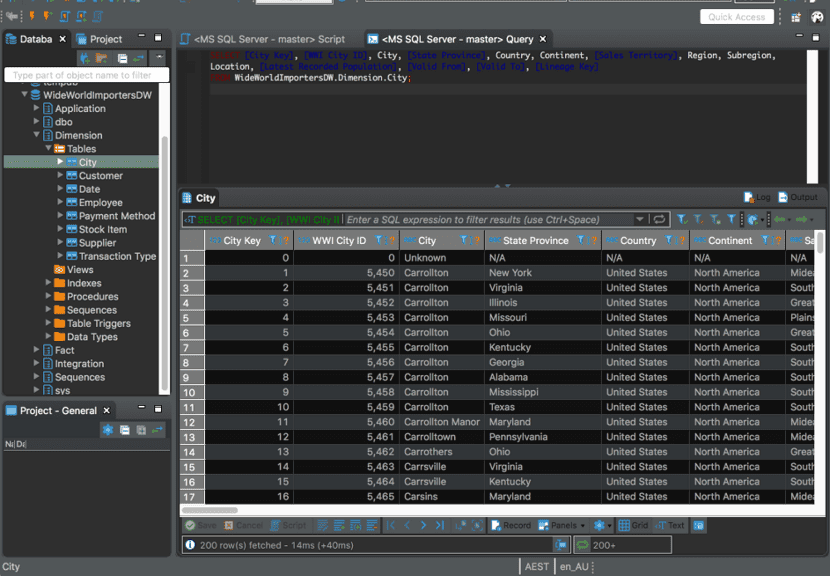 Quick Access
Databa
Project
<MS SQL Server - master> Script
<MS SQL Server - master> Query
Type part of object name to filter
WideWorldImportersDW
Application
dbo
Dimension
Tables
City
Customer
Date
Employee
Payment Method
Stock Item
Supplier
Transaction Type
Views
Indexes
Procedures
Sequences
Table Triggers
Data Types
Fact
Integration
Sequences
sys
SELECT [City Key], [WWI City ID], City, [State Province], Country, Continent, [Sales Territory], Region, Subregion,
Location, [Latest Recorded Population], [Valid From], [Valid To], [Lineage Key]
FROM WideWorldImportersDW.Dimension.City;
City
Log
Output
SELECT [City Key], [WWI City I
Enter a SQL expression to filter results (use Ctrl+Space)
City Key WWI City ID City State Province Country Continent Sa
1 0 0 Unknown N/A N/A N/A N/A
2 1 5,450 Carrollton New York United States North America Midea
3 2 5,451 Carrollton Virginia United States North America South
4 3 5,452 Carrollton Illinois United States North America Great
5 4 5,453 Carrollton Missouri United States North America Plains
6 5 5,454 Carrollton Ohio United States North America Great
7 6 5,455 Carrollton Kentucky United States North America South
8 7 5,456 Carrollton Georgia United States North America South
9 8 5,457 Carrollton Alabama United States North America South
10 9 5,458 Carrollton Mississippi United States North America South
11 10 5,459 Carrollton Texas United States North America South
12 11 5,460 Carrollton Manor Maryland United States North America Midea
13 12 5,461 Carrolltown Pennsylvania United States North America Midea
14 13 5,462 Carrothers Ohio United States North America Great
15 14 5,463 Carrsville Virginia United States North America South
16 15 5,464 Carrsville Kentucky United States North America South
17 16 5,465 Carsins Maryland United States North America Midea
Project - General
Save Cancel Script Record Panels Grid Text
200 row(s) fetched - 14ms (+40ms)
200+
City
AEST
en_AU